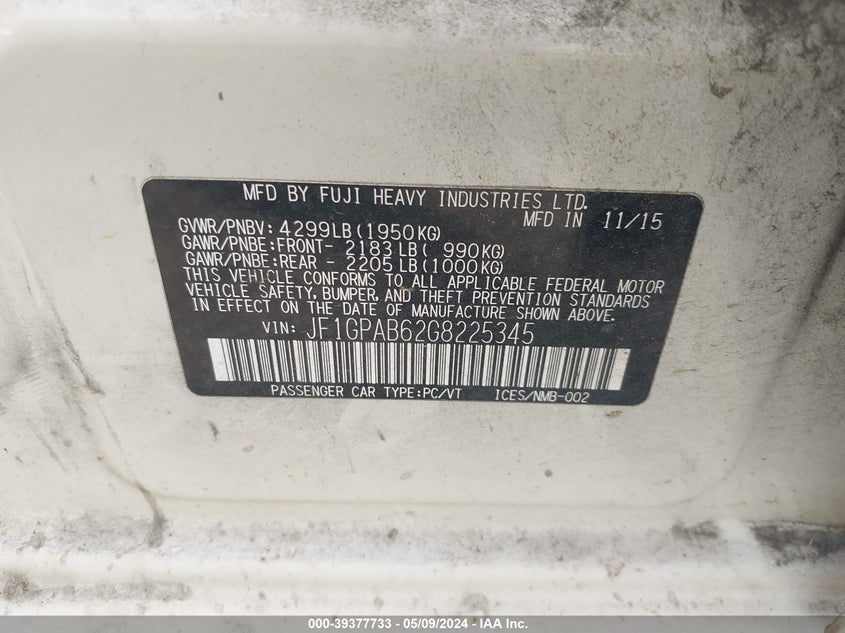 MFD BY FUJI HEAVY INDUSTRIES LTD.
MFD IN 11/15
GVWR/PNBV: 4299LB(1950KG)
GAWR/PNBE:FRONT- 2183LB( 990KG)
GAWR/PNBE:REAR - 2205LB(1000KG)
THIS VEHICLE CONFORMS TO ALL APPLICABLE FEDERAL MOTOR
VEHICLE SAFETY, BUMPER, AND THEFT PREVENTION STANDARDS
IN EFFECT ON THE DATE OF MANUFACTURE SHOWN ABOVE.
VIN: JF1GPAB62G8225345
PASSENGER CAR TYPE:PC/VT ICES/NMB-002
000-39377733 - 05/09/2024 - IAA Inc.